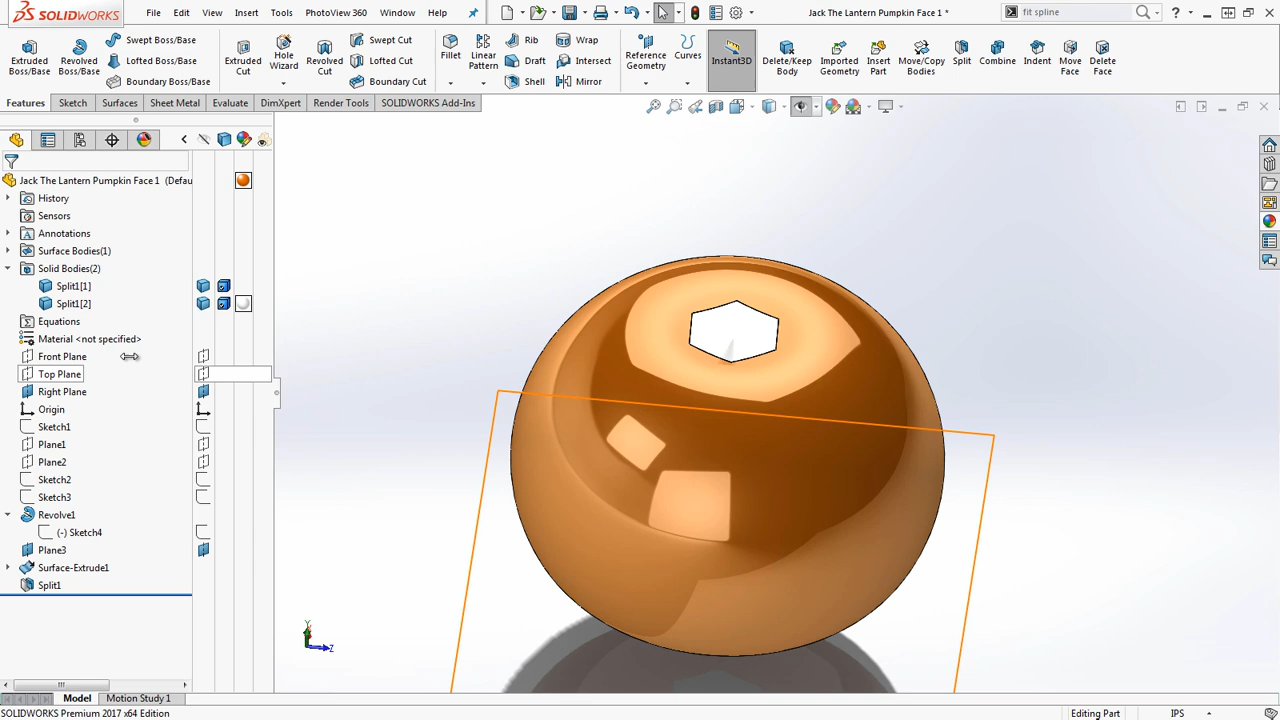 SOLIDWORKS
File
Edit
View
Insert
Tools
PhotoView 360
Window
Help
Jack The Lantern Pumpkin Face 1 *
fit spline
?
Extruded Boss/Base
Revolved Boss/Base
Swept Boss/Base
Lofted Boss/Base
Boundary Boss/Base
Extruded Cut
Hole Wizard
Revolved Cut
Swept Cut
Lofted Cut
Boundary Cut
Fillet
Linear Pattern
Rib
Draft
Shell
Wrap
Intersect
Mirror
Reference Geometry
Curves
Instant3D
Delete/Keep Body
Imported Geometry
Insert Part
Move/Copy Bodies
Split
Combine
Indent
Move Face
Delete Face
Features
Sketch
Surfaces
Sheet Metal
Evaluate
DimXpert
Render Tools
SOLIDWORKS Add-Ins
Jack The Lantern Pumpkin Face 1 (Defau
History
Sensors
Annotations
Surface Bodies(1)
Solid Bodies(2)
Split1[1]
Split1[2]
Equations
Material <not specified>
Front Plane
Top Plane
Right Plane
Origin
Sketch1
Plane1
Plane2
Sketch2
Sketch3
Revolve1
(-) Sketch4
Plane3
Surface-Extrude1
Split1
Y
Z
Model
Motion Study 1
SOLIDWORKS Premium 2017 x64 Edition
Editing Part
IPS